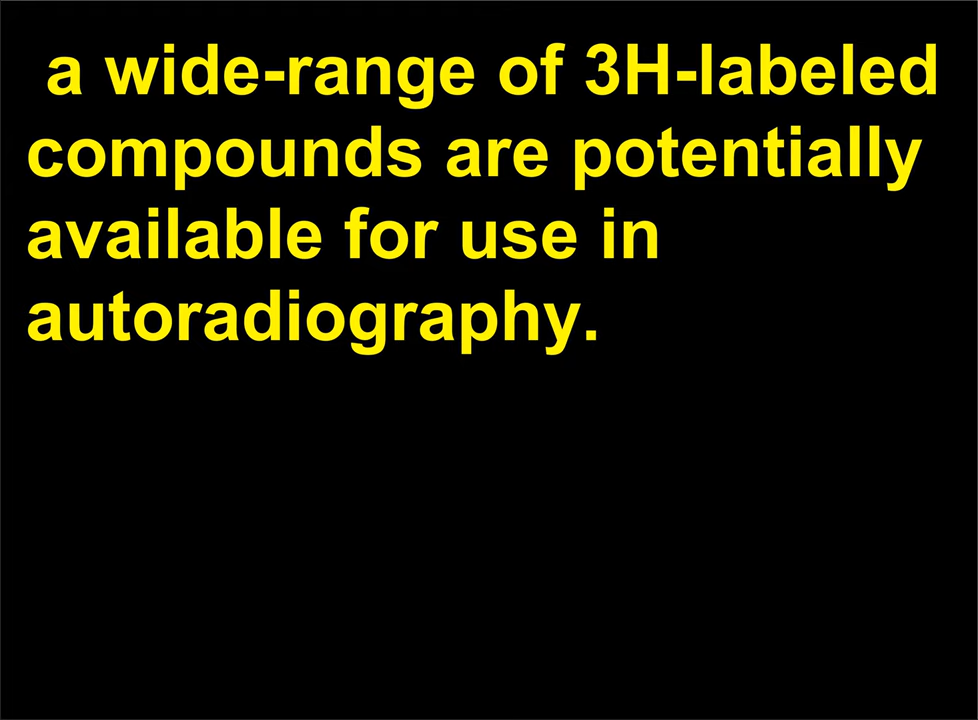 a wide-range of 3H-labeled
compounds are potentially
available for use in
autoradiography.